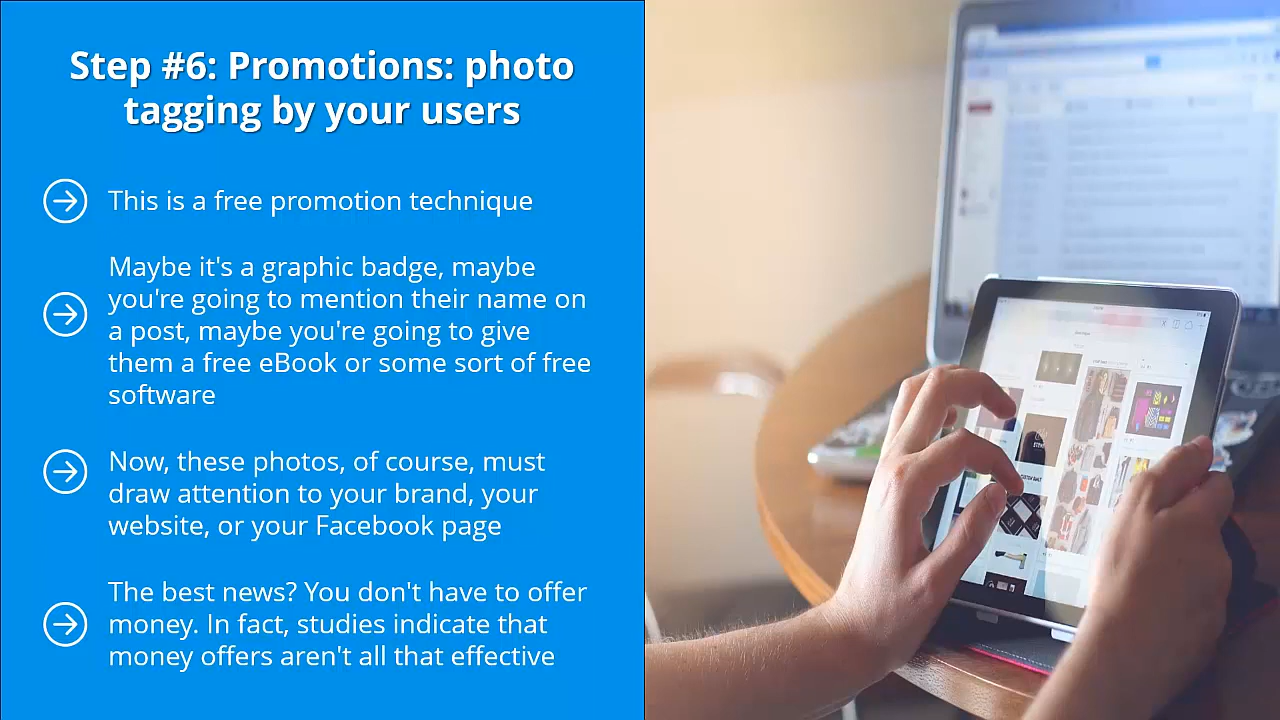 Step #6: Promotions: photo
tagging by your users
This is a free promotion technique
Maybe it's a graphic badge, maybe
you're going to mention their name on
a post, maybe you're going to give
them a free eBook or some sort of free
software
Now, these photos, of course, must
draw attention to your brand, your
website, or your Facebook page
The best news? You don't have to offer
money. In fact, studies indicate that
money offers aren't all that effective